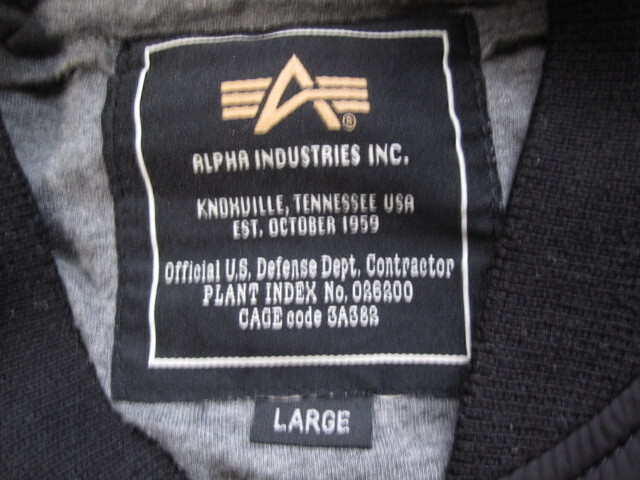 A®
ALPHA INDUSTRIES INC.
KNOXVILLE, TENNESSEE USA
EST. OCTOBER 1959
Official U.S. Defense Dept. Contractor
PLANT INDEX No. 026200
CAGE code 3A382
LARGE